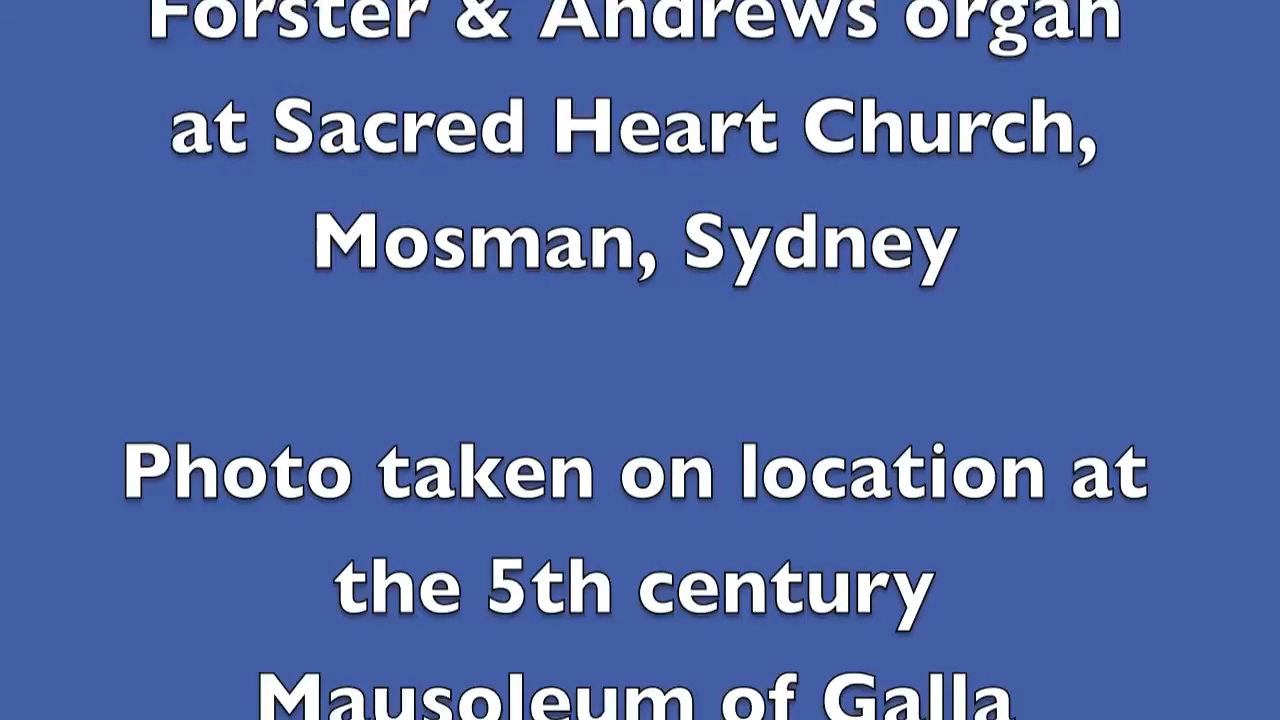 Forster & Andrews organ
at Sacred Heart Church,
Mosman, Sydney
Photo taken on location at
the 5th century
Mausoleum of Galla